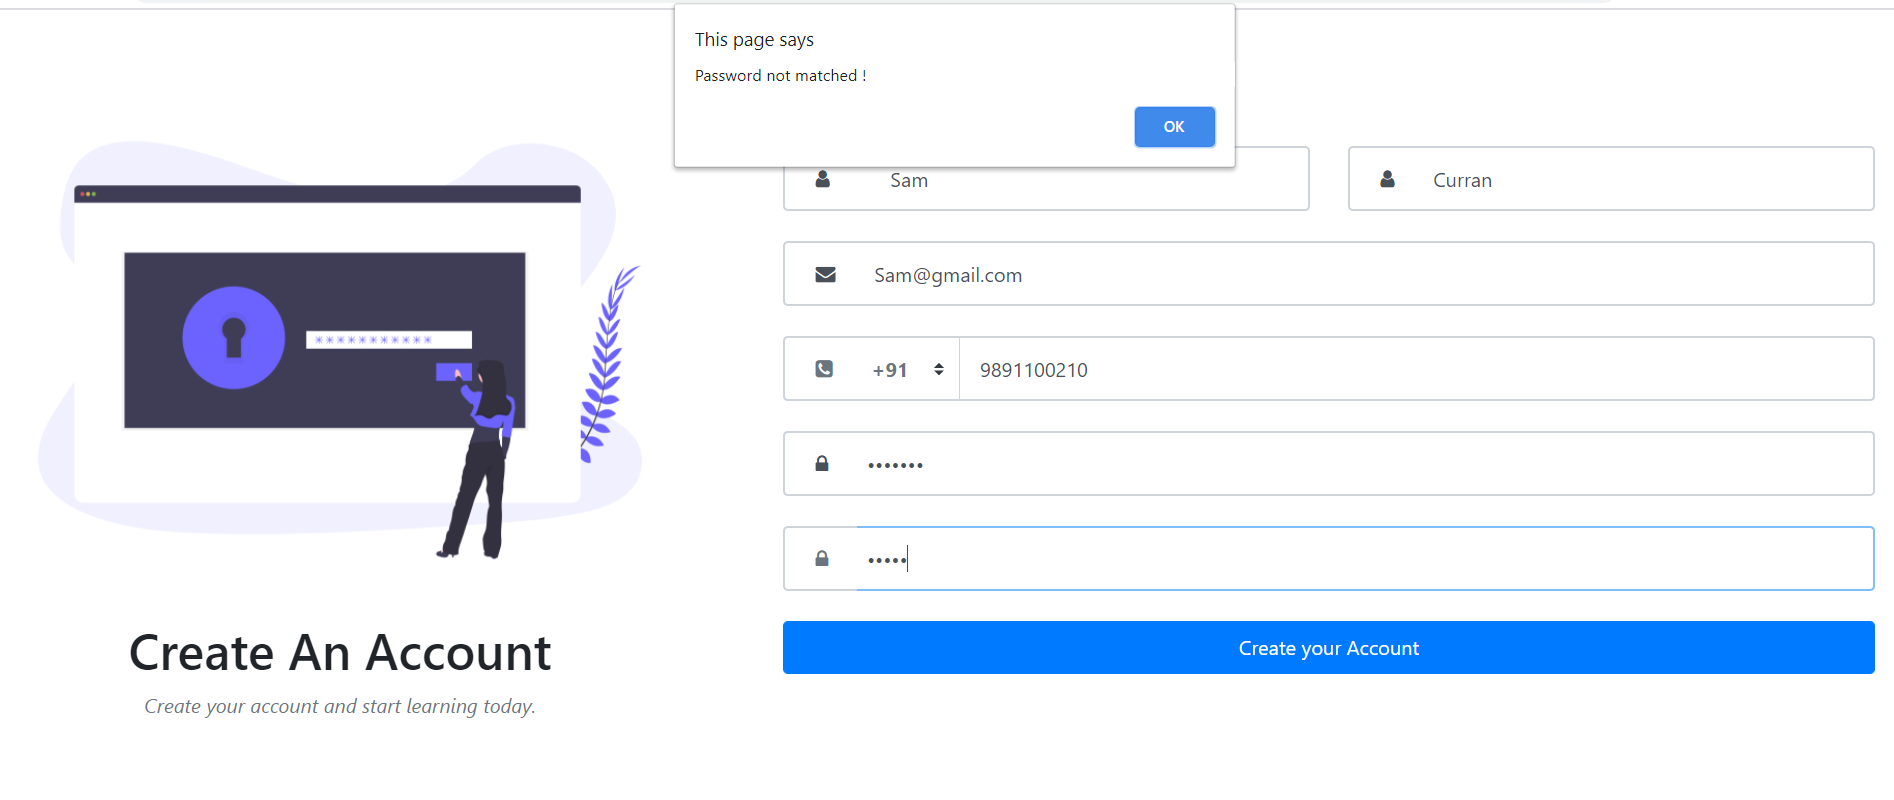 This page says
Password not matched !
OK
Sam
Curran
Sam@gmail.com
+91
9891100210
•••••••
•••••
Create your Account
***********
Create An Account
Create your account and start learning today.